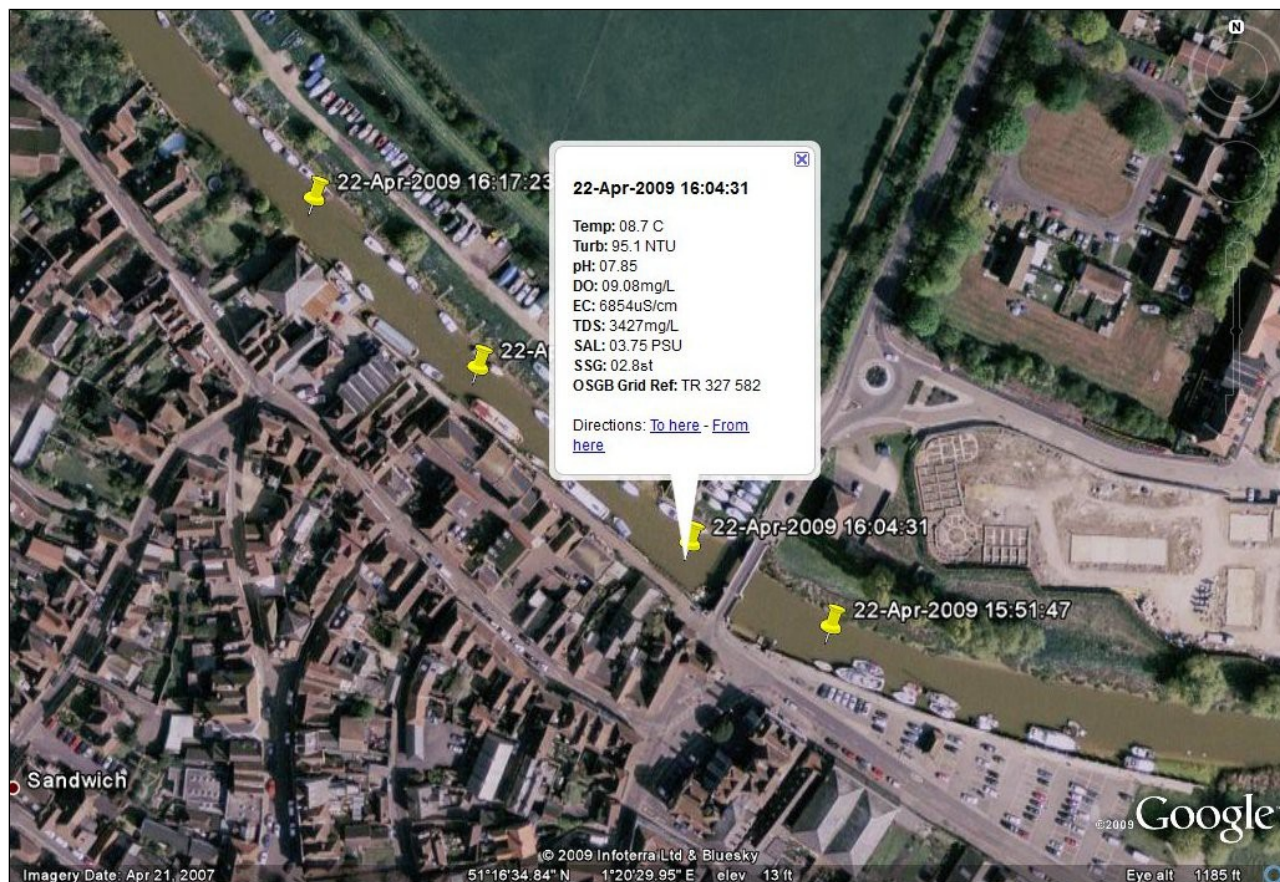 N
22-Apr-2009 16:17:23
22-Apr-2009 16:04:31
Temp: 08.7 C
Turb: 95.1 NTU
pH: 07.85
DO: 09.08mg/L
EC: 6854uS/cm
TDS: 3427mg/L
SAL: 03.75 PSU
SSG: 02.8st
OSGB Grid Ref: TR 327 582
Directions: To here - From
here
22-A
22-Apr-2009 16:04:31
22-Apr-2009 15:51:47
Sandwich
©2009 Google
© 2009 Infoterra Ltd & Bluesky
Imagery Date: Apr 21, 2007 51°16'34.84" N 1°20'29.95" E elev 13 ft Eye alt 1185 ft